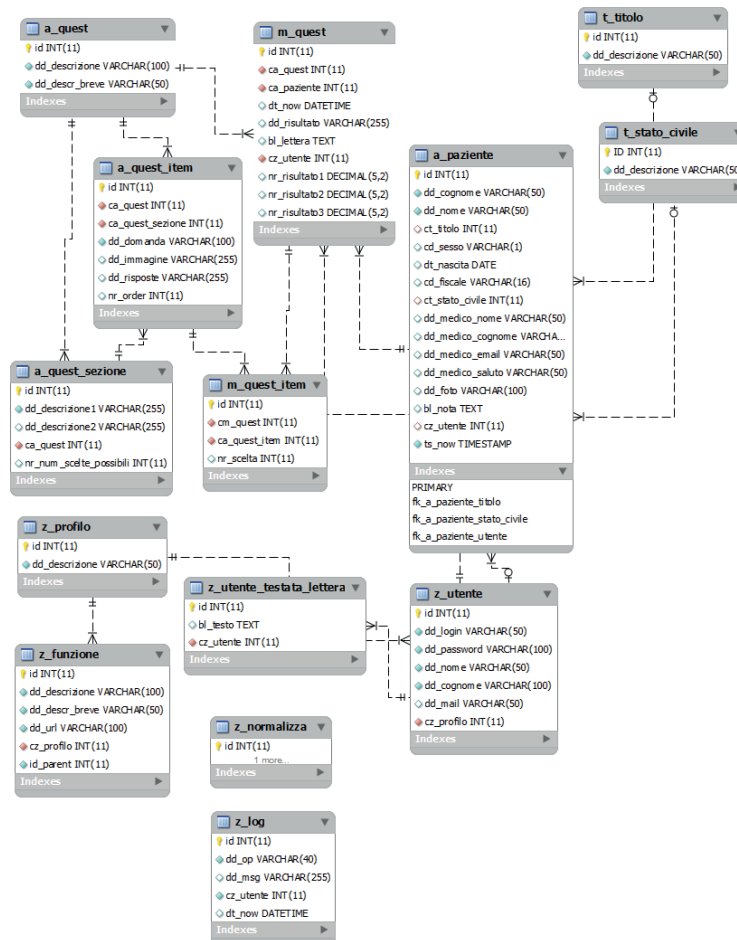 a_quest
id INT(11)
dd_descrizione VARCHAR(100)
dd_descr_breve VARCHAR(50)
Indexes
m_quest
id INT(11)
ca_quest INT(11)
ca_paziente INT(11)
dt_now DATETIME
dd_risultato VARCHAR(255)
bl_lettera TEXT
cz_utente INT(11)
nr_risultato1 DECIMAL(5,2)
nr_risultato2 DECIMAL(5,2)
nr_risultato3 DECIMAL(5,2)
Indexes
t_titolo
id INT(11)
dd_descrizione VARCHAR(50)
Indexes
t_stato_civile
ID INT(11)
dd_descrizione VARCHAR(50
Indexes
a_quest_item
id INT(11)
ca_quest INT(11)
ca_quest_sezione INT(11)
dd_domanda VARCHAR(100)
dd_immagine VARCHAR(255)
dd_risposte VARCHAR(255)
nr_order INT(11)
Indexes
a_paziente
id INT(11)
dd_cognome VARCHAR(50)
dd_nome VARCHAR(50)
ct_titolo INT(11)
cd_sesso VARCHAR(1)
dt_nascita DATE
cd_fiscale VARCHAR(16)
ct_stato_civile INT(11)
dd_medico_nome VARCHAR(50)
dd_medico_cognome VARCHA...
dd_medico_email VARCHAR(50)
dd_medico_saluto VARCHAR(50)
dd_foto VARCHAR(100)
bl_nota TEXT
cz_utente INT(11)
ts_now TIMESTAMP
Indexes
PRIMARY
fk_a_paziente_titolo
fk_a_paziente_stato_civile
fk_a_paziente_utente
a_quest_sezione
id INT(11)
dd_descrizione1 VARCHAR(255)
dd_descrizione2 VARCHAR(255)
ca_quest INT(11)
nr_num_scelte_possibili INT(11)
Indexes
m_quest_item
id INT(11)
cm_quest INT(11)
ca_quest_item INT(11)
nr_scelta INT(11)
Indexes
z_profilo
id INT(11)
dd_descrizione VARCHAR(50)
Indexes
z_utente_testata_lettera
id INT(11)
bl_testo TEXT
cz_utente INT(11)
Indexes
z_utente
id INT(11)
dd_login VARCHAR(50)
dd_password VARCHAR(100)
dd_nome VARCHAR(50)
dd_cognome VARCHAR(100)
dd_mail VARCHAR(50)
cz_profilo INT(11)
Indexes
z_funzione
id INT(11)
dd_descrizione VARCHAR(100)
dd_descr_breve VARCHAR(50)
dd_url VARCHAR(100)
cz_profilo INT(11)
id_parent INT(11)
Indexes
z_normalizza
id INT(11)
1 more...
Indexes
z_log
id INT(11)
dd_op VARCHAR(40)
dd_msg VARCHAR(255)
cz_utente INT(11)
dt_now DATETIME
Indexes